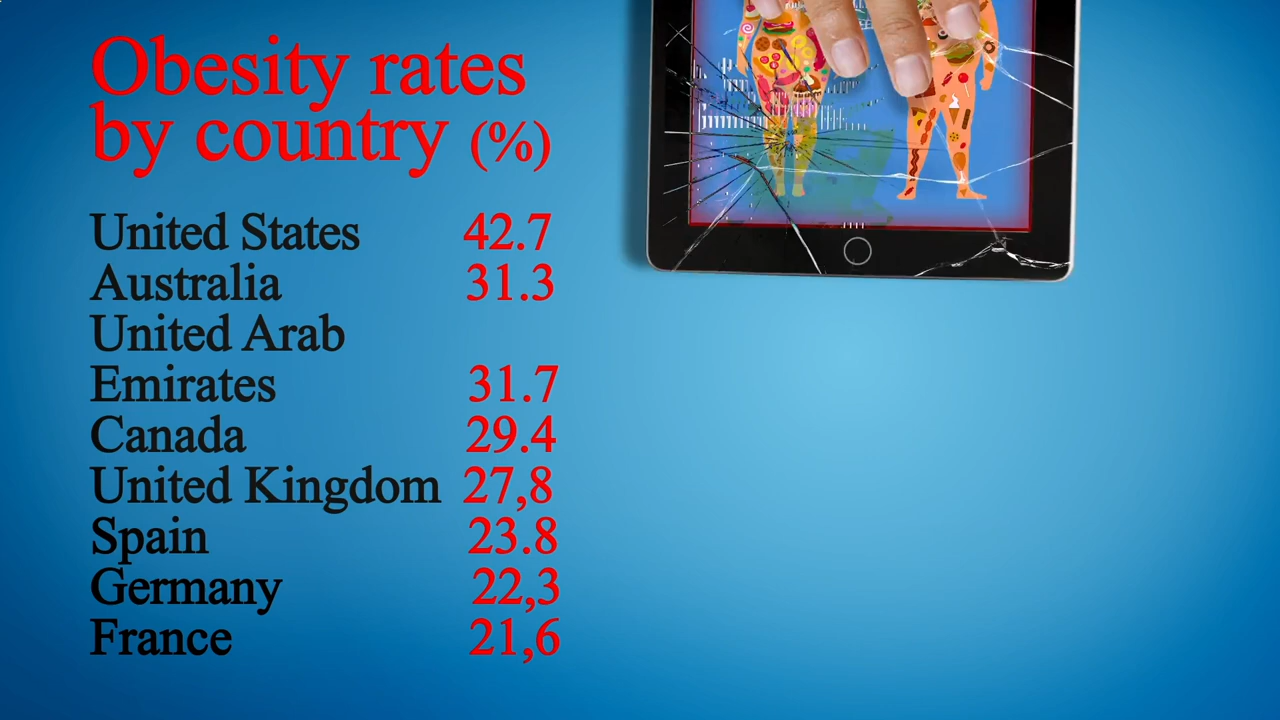 Obesity rates
by country (%)
United States 42.7
Australia 31.3
United Arab
Emirates 31.7
Canada 29.4
United Kingdom 27,8
Spain 23.8
Germany 22,3
France 21,6